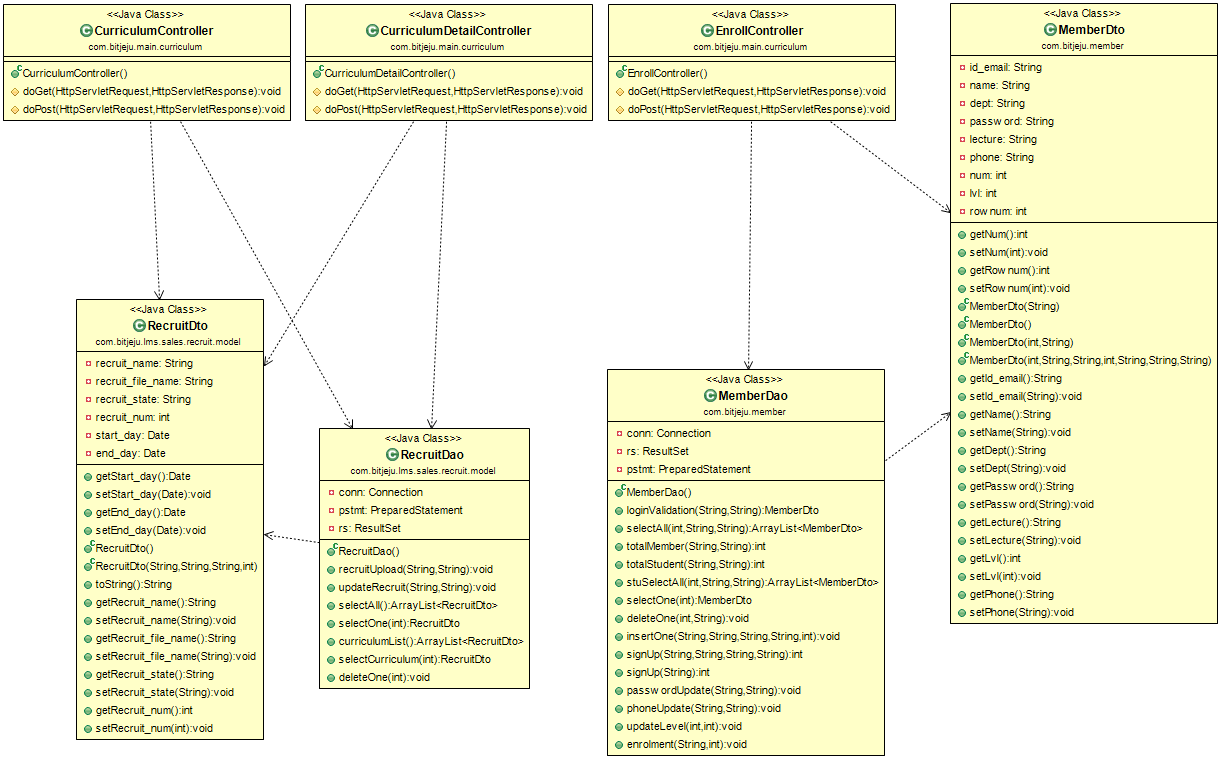 <<Java Class>>
CurriculumController
com.bitjeju.main.curriculum
CurriculumController()
doGet(HttpServletRequest,HttpServletResponse):void
doPost(HttpServletRequest,HttpServletResponse):void
<<Java Class>>
CurriculumDetailController
com.bitjeju.main.curriculum
CurriculumDetailController()
doGet(HttpServletRequest,HttpServletResponse):void
doPost(HttpServletRequest,HttpServletResponse):void
<<Java Class>>
EnrollController
com.bitjeju.main.curriculum
EnrollController()
doGet(HttpServletRequest,HttpServletResponse):void
doPost(HttpServletRequest,HttpServletResponse):void
<<Java Class>>
MemberDto
com.bitjeju.member
id_email: String
name: String
dept: String
password: String
lecture: String
phone: String
num: int
lvl: int
rownum: int
getNum():int
setNum(int):void
getRownum():int
setRownum(int):void
MemberDto(String)
MemberDto()
MemberDto(int,String)
MemberDto(int,String,String,int,String,String,String)
getId_email():String
setId_email(String):void
getName():String
setName(String):void
getDept():String
setDept(String):void
getPassword():String
setPassword(String):void
getLecture():String
setLecture(String):void
getLvl():int
setLvl(int):void
getPhone():String
setPhone(String):void
<<Java Class>>
RecruitDto
com.bitjeju.lms.sales.recruit.model
recruit_name: String
recruit_file_name: String
recruit_state: String
recruit_num: int
start_day: Date
end_day: Date
getStart_day():Date
setStart_day(Date):void
getEnd_day():Date
setEnd_day(Date):void
RecruitDto()
RecruitDto(String,String,String,int)
toString():String
getRecruit_name():String
setRecruit_name(String):void
getRecruit_file_name():String
setRecruit_file_name(String):void
getRecruit_state():String
setRecruit_state(String):void
getRecruit_num():int
setRecruit_num(int):void
<<Java Class>>
RecruitDao
com.bitjeju.lms.sales.recruit.model
conn: Connection
pstmt: PreparedStatement
rs: ResultSet
RecruitDao()
recruitUpload(String,String):void
updateRecruit(String,String):void
selectAll():ArrayList<RecruitDto>
selectOne(int):RecruitDto
curriculumList():ArrayList<RecruitDto>
selectCurriculum(int):RecruitDto
deleteOne(int):void
<<Java Class>>
MemberDao
com.bitjeju.member
conn: Connection
rs: ResultSet
pstmt: PreparedStatement
MemberDao()
loginValidation(String,String):MemberDto
selectAll(int,String,String):ArrayList<MemberDto>
totalMember(String,String):int
totalStudent(String,String):int
stuSelectAll(int,String,String):ArrayList<MemberDto>
selectOne(int):MemberDto
deleteOne(int,String):void
insertOne(String,String,String,String,int):void
signUp(String,String,String,String):int
signUp(String):int
passwordUpdate(String,String):void
phoneUpdate(String,String):void
updateLevel(int,int):void
enrolment(String,int):void